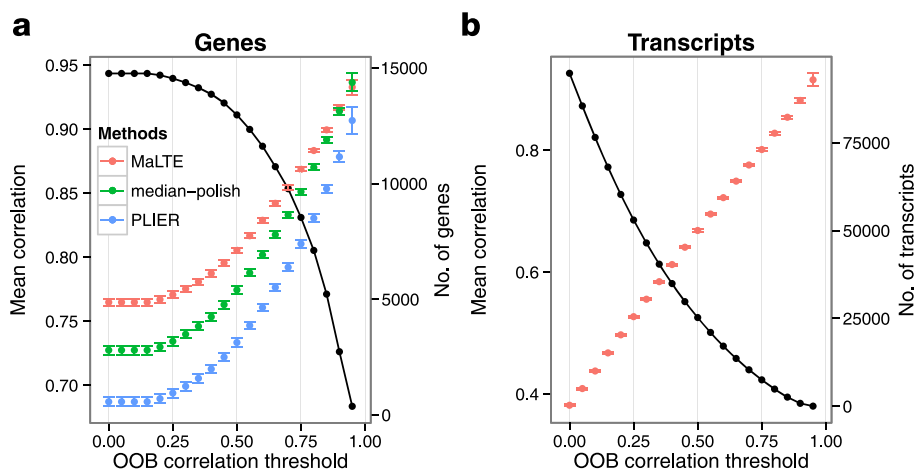 a
Genes
Mean correlation
0.95
0.90
0.85
0.80
0.75
0.70
Methods
MaLTE
median-polish
PLIER
15000
10000
5000
0
No. of genes
0.00 0.25 0.50 0.75 1.00
OOB correlation threshold
b
Transcripts
Mean correlation
0.8
0.6
0.4
75000
50000
25000
0
No. of transcripts
0.00 0.25 0.50 0.75 1.00
OOB correlation threshold